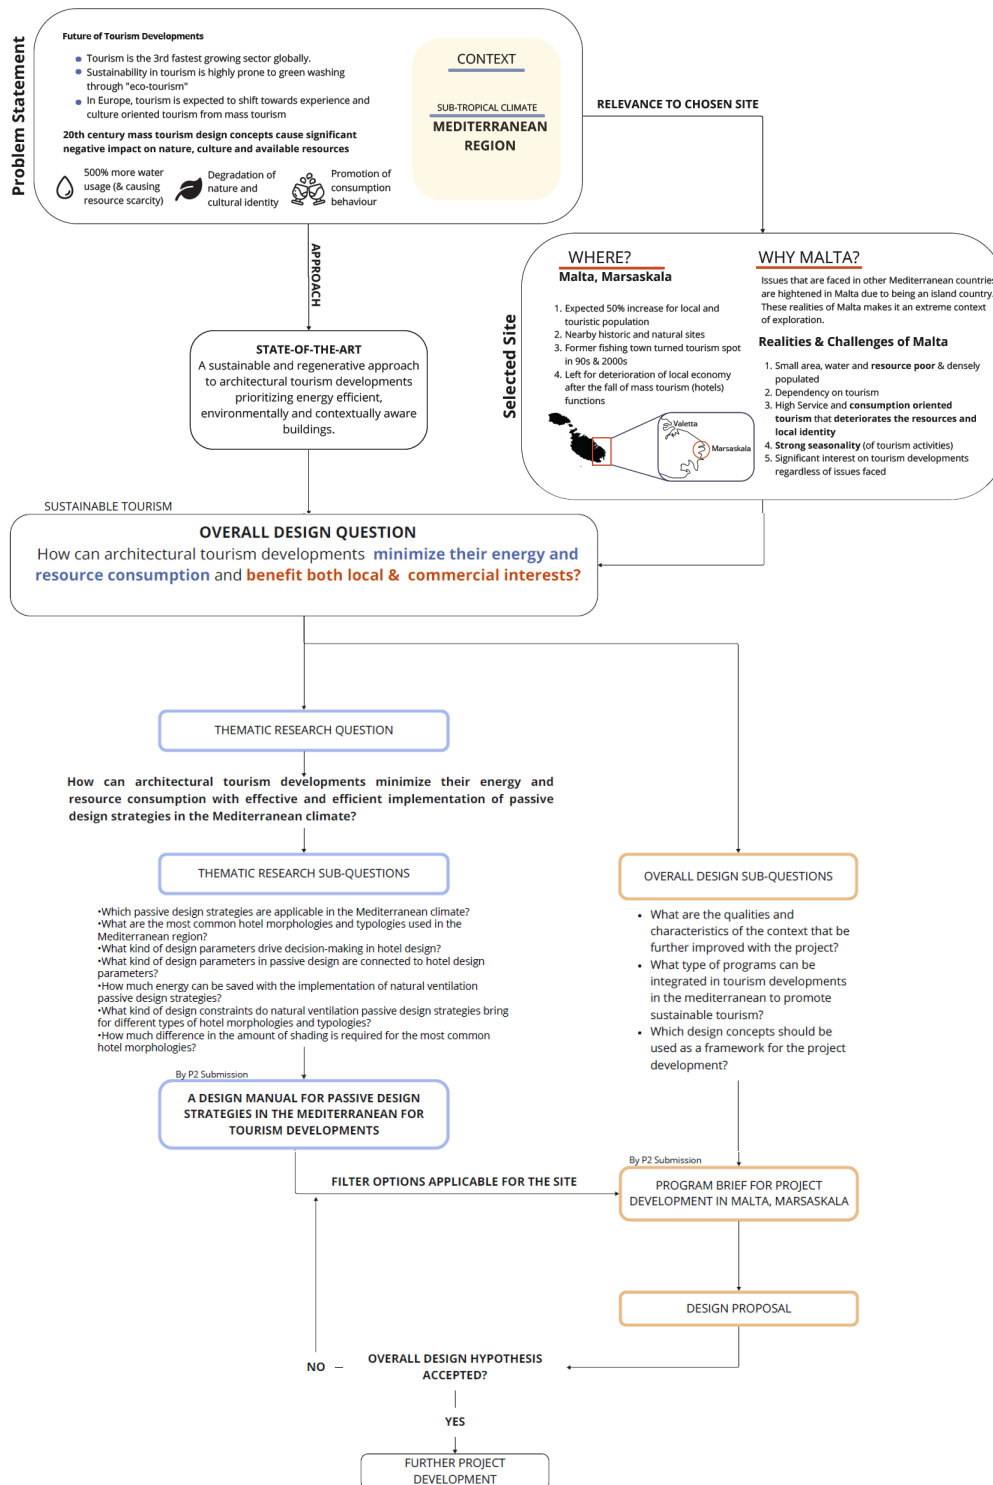 Problem Statement
Future of Tourism Developments
Tourism is the 3rd fastest growing sector globally.
Sustainability in tourism is highly prone to green washing
through "eco-tourism"
In Europe, tourism is expected to shift towards experience and
culture oriented tourism from mass tourism
20th century mass tourism design concepts cause significant
negative impact on nature, culture and available resources
500% more water
usage (& causing
resource scarcity)
Degradation of
nature and
cultural identity
Promotion of
consumption
behaviour
CONTEXT
SUB-TROPICAL CLIMATE
MEDITERRANEAN
REGION
RELEVANCE TO CHOSEN SITE
APPROACH
Selected Site
WHERE?
Malta, Marsaskala
1. Expected 50% increase for local and
touristic population
2. Nearby historic and natural sites
3. Former fishing town turned tourism spot
in 90s & 2000s
4. Left for deterioration of local economy
after the fall of mass tourism (hotels)
functions
Valetta
Marsaskala
WHY MALTA?
Issues that are faced in other Mediterranean countries
are hightened in Malta due to being an island country.
These realities of Malta makes it an extreme context
of exploration.
Realities & Challenges of Malta
1. Small area, water and resource poor & densely
populated
2. Dependency on tourism
3. High Service and consumption oriented
tourism that deteriorates the resources and
local identity
4. Strong seasonality (of tourism activities)
5. Significant interest on tourism developments
regardless of issues faced
STATE-OF-THE-ART
A sustainable and regenerative approach
to architectural tourism developments
prioritizing energy efficient,
environmentally and contextually aware
buildings.
SUSTAINABLE TOURISM
OVERALL DESIGN QUESTION
How can architectural tourism developments minimize their energy and
resource consumption and benefit both local & commercial interests?
THEMATIC RESEARCH QUESTION
How can architectural tourism developments minimize their energy and
resource consumption with effective and efficient implementation of passive
design strategies in the Mediterranean climate?
THEMATIC RESEARCH SUB-QUESTIONS
•Which passive design strategies are applicable in the Mediterranean climate?
•What are the most common hotel morphologies and typologies used in the
Mediterranean region?
•What kind of design parameters drive decision-making in hotel design?
•What kind of design parameters in passive design are connected to hotel design
parameters?
•How much energy can be saved with the implementation of natural ventilation
passive design strategies?
•What kind of design constraints do natural ventilation passive design strategies bring
for different types of hotel morphologies and typologies?
•How much difference in the amount of shading is required for the most common
hotel morphologies?
By P2 Submission
A DESIGN MANUAL FOR PASSIVE DESIGN
STRATEGIES IN THE MEDITERRANEAN FOR
TOURISM DEVELOPMENTS
OVERALL DESIGN SUB-QUESTIONS
• What are the qualities and
characteristics of the context that be
further improved with the project?
• What type of programs can be
integrated in tourism developments
in the mediterranean to promote
sustainable tourism?
• Which design concepts should be
used as a framework for the project
development?
By P2 Submission
FILTER OPTIONS APPLICABLE FOR THE SITE
PROGRAM BRIEF FOR PROJECT
DEVELOPMENT IN MALTA, MARSASKALA
DESIGN PROPOSAL
OVERALL DESIGN HYPOTHESIS
ACCEPTED?
NO
YES
FURTHER PROJECT
DEVELOPMENT